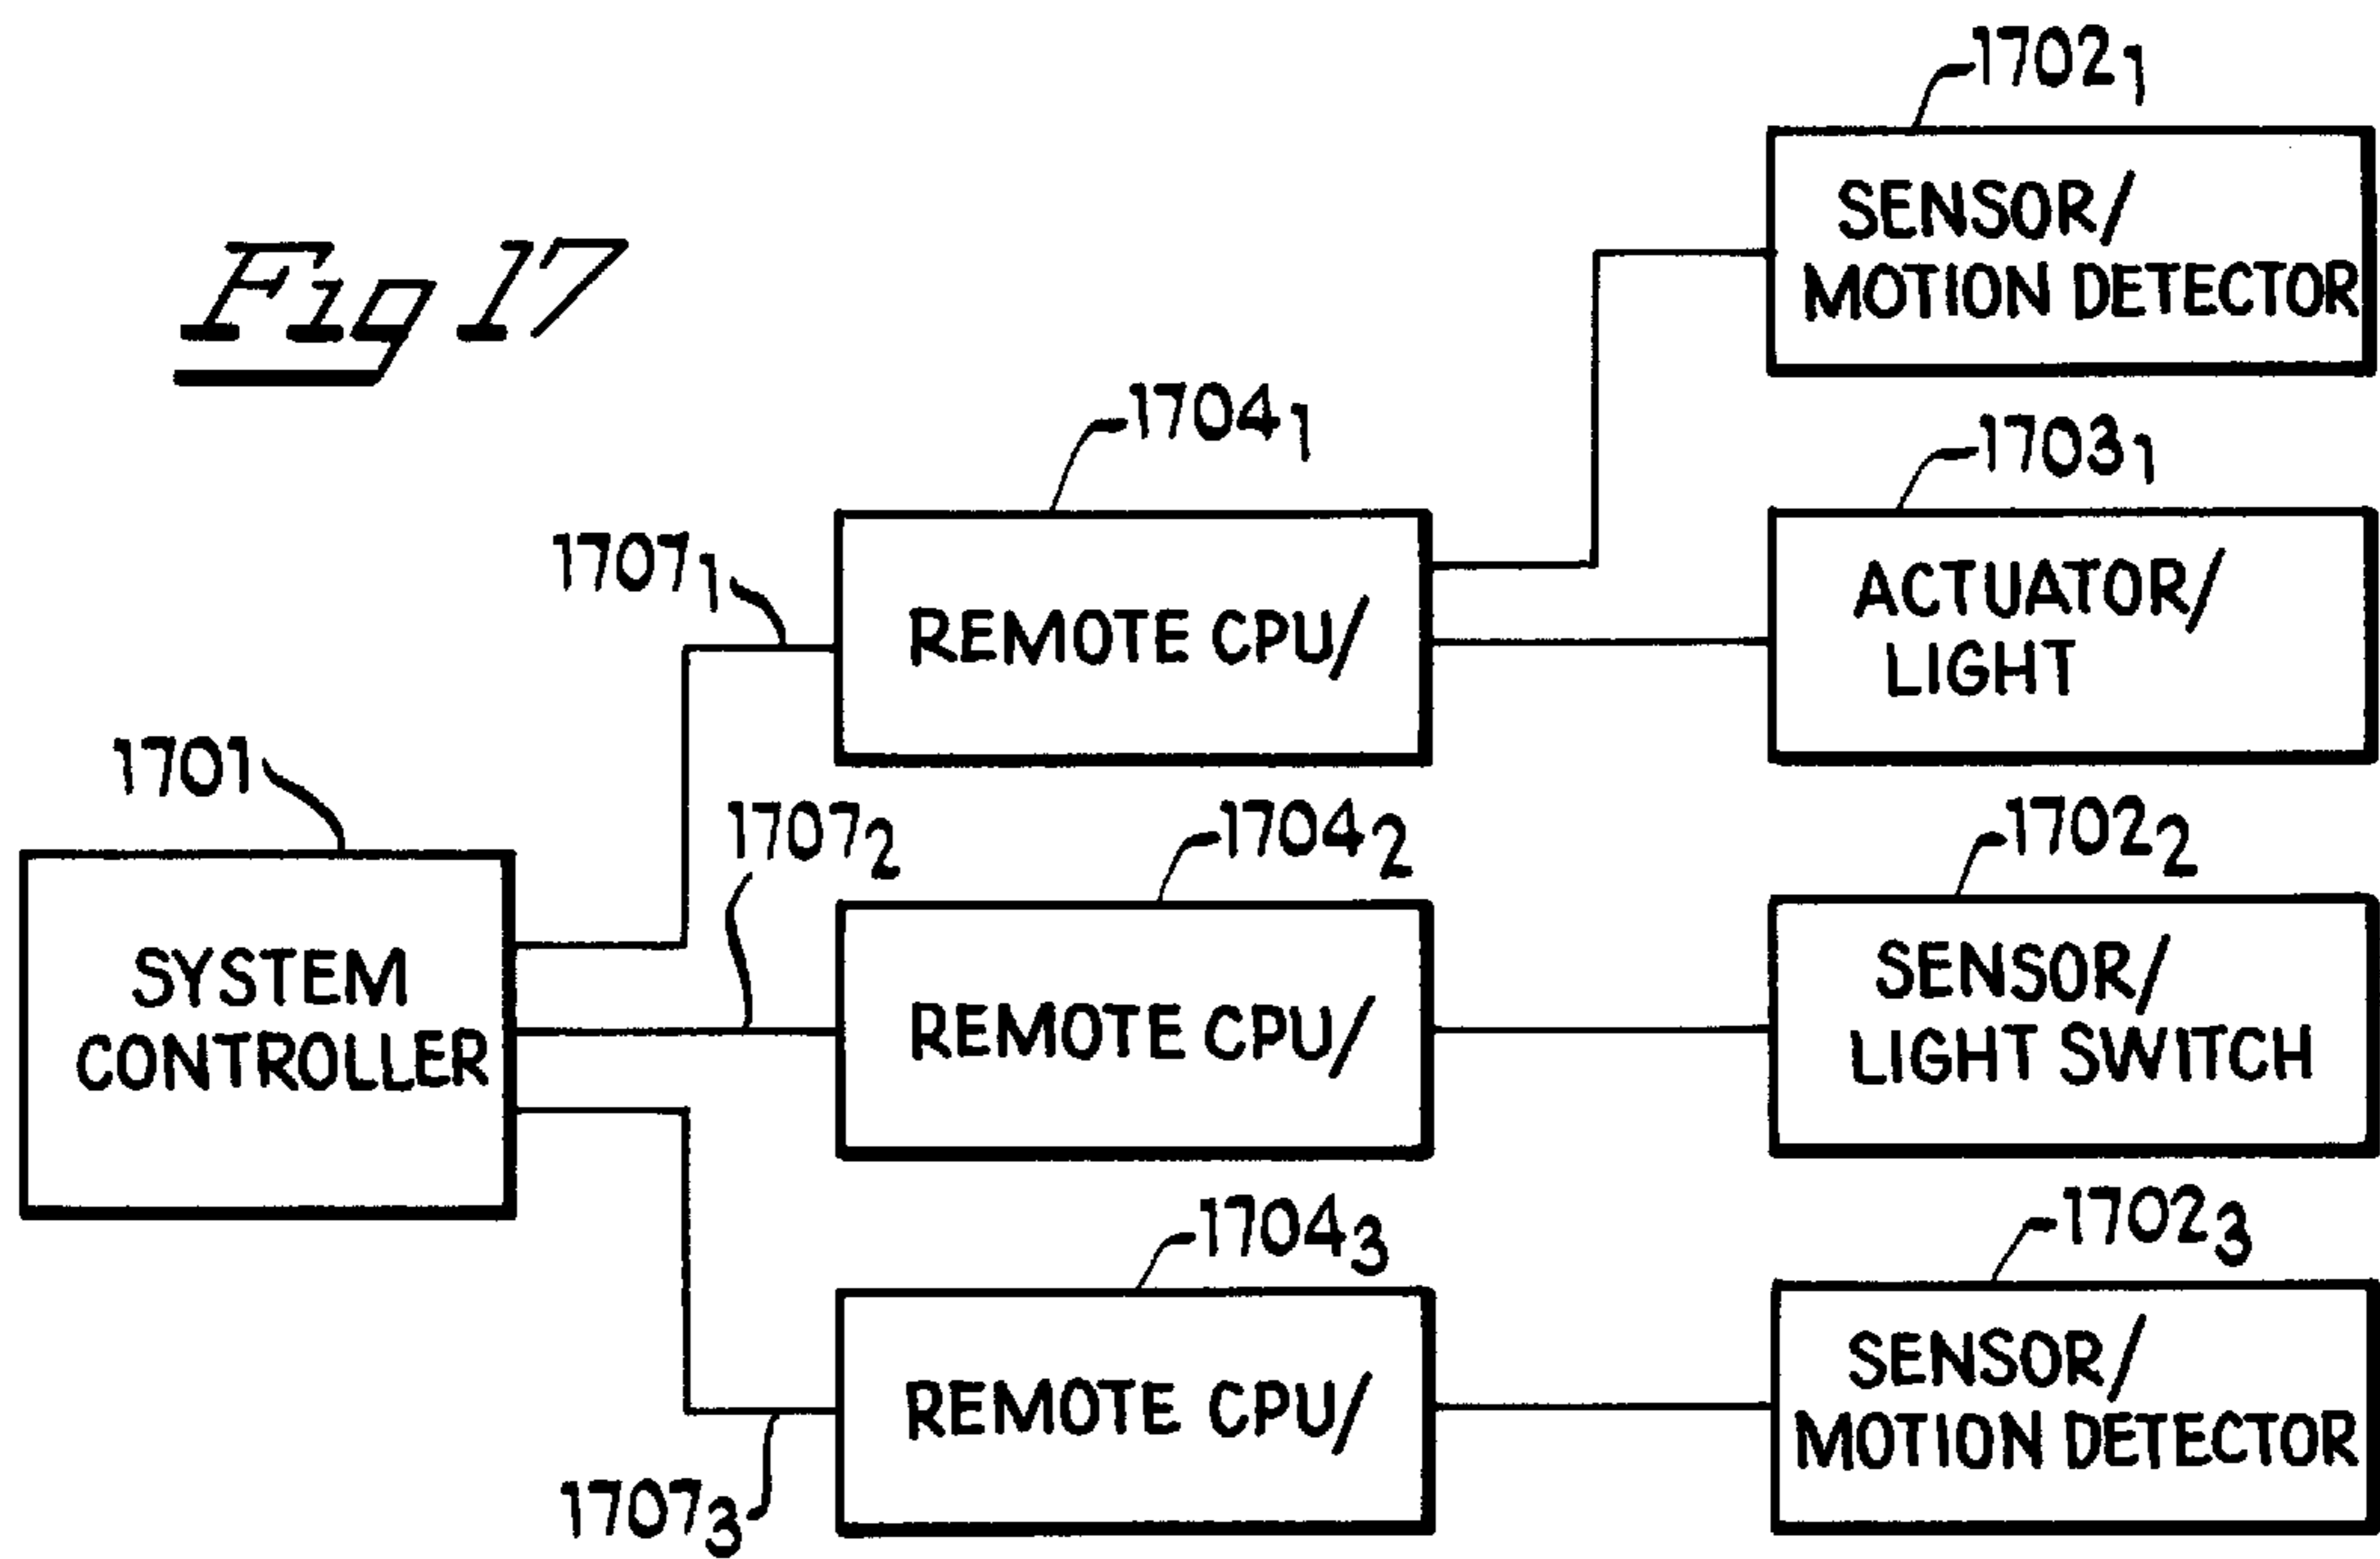 Fig 17
1702₁
SENSOR/
MOTION DETECTOR
1704₁
1703₁
1707₁
REMOTE CPU/
ACTUATOR/
LIGHT
1701
1707₂
1704₂
1702₂
SYSTEM
CONTROLLER
REMOTE CPU/
SENSOR/
LIGHT SWITCH
1704₃
1702₃
1707₃
REMOTE CPU/
SENSOR/
MOTION DETECTOR